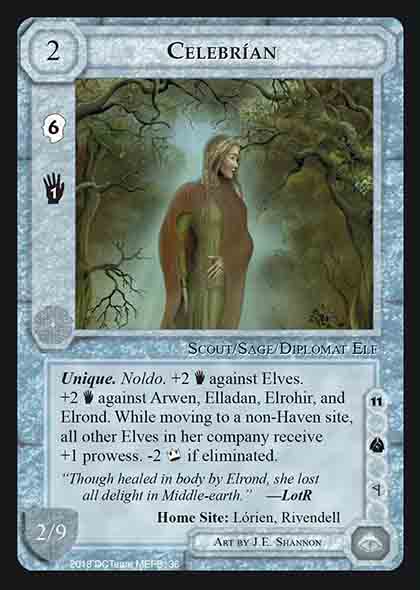 2
CELEBRÍAN
6
1
SCOUT/SAGE/DIPLOMAT ELF
Unique. Noldo. +2 against Elves.
+2 against Arwen, Elladan, Elrohir, and
Elrond. While moving to a non-Haven site,
all other Elves in her company receive
+1 prowess. -2 if eliminated.
“Though healed in body by Elrond, she lost
all delight in Middle-earth.” —LotR
Home Site: Lórien, Rivendell
11
2/9
ART BY J.E. SHANNON
2018 DCTeam MEFB: 36